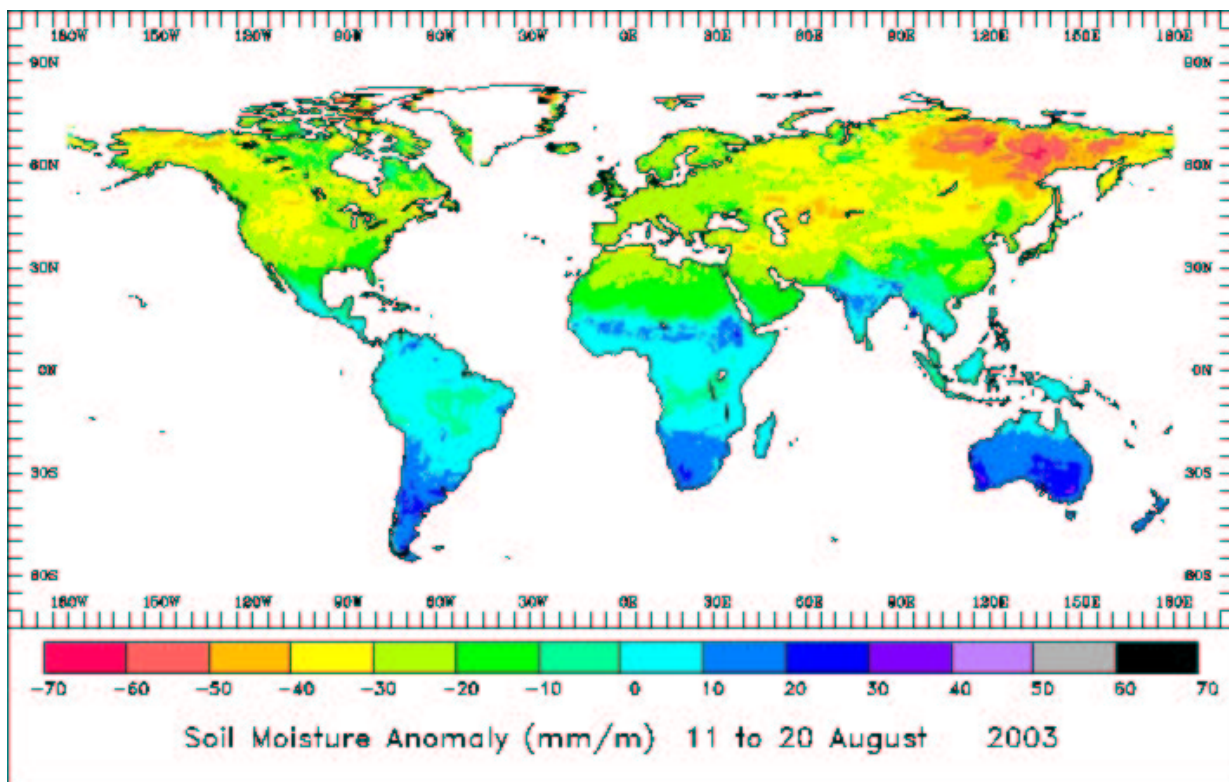 180W 150W 120W 90W 60W 30W 0E 30E 60E 90E 120E 150E 180E
90N 90N
60N 60N
30N 30N
0N 0N
30S 30S
60S 60S
180W 150W 120W 90W 60W 30W 0E 30E 60E 90E 120E 150E 180E
-70 -60 -50 -40 -30 -20 -10 0 10 20 30 40 50 60 70
Soil Moisture Anomaly (mm/m) 11 to 20 August 2003